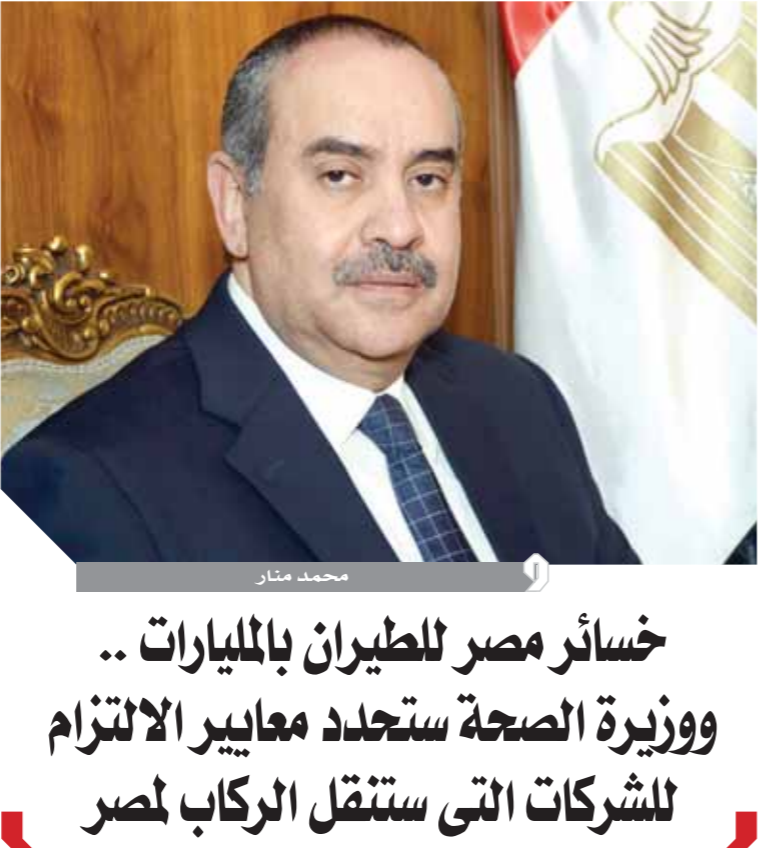 محمد منار
خسائر مصر للطيران بالمليارات ..
ووزيرة الصحة ستحدد معايير الالتزام
للشركات التى ستنقل الركاب لمصر